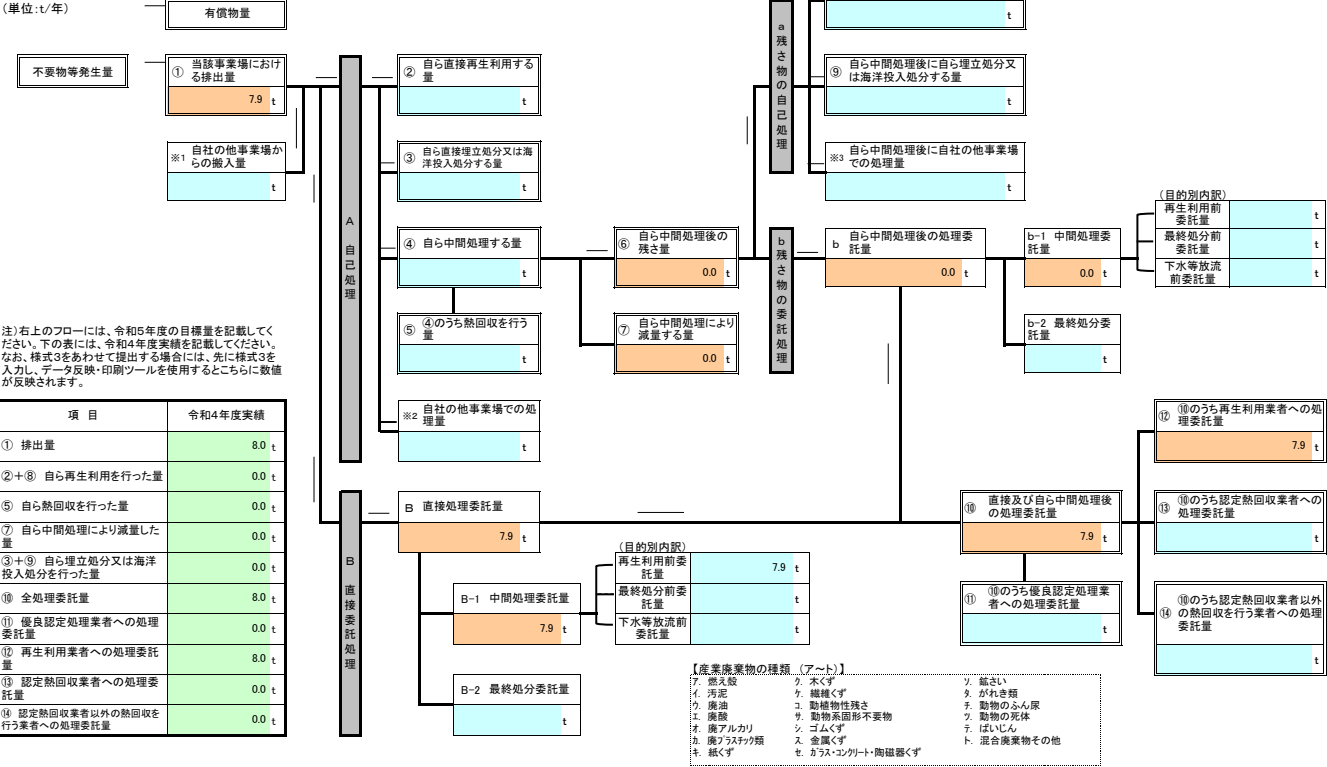 (単位:t/年)
有償物量
t
不要物等発生量
① 当該事業場における排出量
7.9 t
※1 自社の他事業場からの搬入量
t
A 自己処理
② 自ら直接再生利用する量
t
③ 自ら直接埋立処分又は海洋投入処分する量
t
④ 自ら中間処理する量
t
⑤ ④のうち熱回収を行う量
t
※2 自社の他事業場での処理量
t
⑥ 自ら中間処理後の残さ量
0.0 t
⑦ 自ら中間処理により減量する量
0.0 t
a 残さ物の自己処理
⑨ 自ら中間処理後に自ら埋立処分又は海洋投入処分する量
t
※3 自ら中間処理後に自社の他事業場での処理量
t
b 残さ物の委託処理
b 自ら中間処理後の処理委託量
0.0 t
b-1 中間処理委託量
0.0 t
(目的別内訳)
再生利用前委託量 t
最終処分前委託量 t
下水等放流前委託量 t
b-2 最終処分委託量
t
注)右上のフローには、令和5年度の目標量を記載してく
ださい。下の表には、令和4年度実績を記載してください。
なお、様式3をあわせて提出する場合には、先に様式3を
入力し、データ反映・印刷ツールを使用するとこちらに数値
が反映されます。
項 目 令和4年度実績
① 排出量 8.0 t
②+⑧ 自ら再生利用を行った量 0.0 t
⑤ 自ら熱回収を行った量 0.0 t
⑦ 自ら中間処理により減量した量 0.0 t
③+⑨ 自ら埋立処分又は海洋投入処分を行った量 0.0 t
⑩ 全処理委託量 8.0 t
⑪ 優良認定処理業者への処理委託量 0.0 t
⑫ 再生利用業者への処理委託量 8.0 t
⑬ 認定熱回収業者への処理委託量 0.0 t
⑭ 認定熱回収業者以外の熱回収を行う業者への処理委託量 0.0 t
B 直接委託処理
B 直接処理委託量
7.9 t
B-1 中間処理委託量
7.9 t
(目的別内訳)
再生利用前委託量 7.9 t
最終処分前委託量 t
下水等放流前委託量 t
B-2 最終処分委託量
t
⑩ 直接及び自ら中間処理後の処理委託量
7.9 t
⑪ ⑩のうち優良認定処理業者への処理委託量
t
⑫ ⑩のうち再生利用業者への処理委託量
7.9 t
⑬ ⑩のうち認定熱回収業者への処理委託量
t
⑭ ⑩のうち認定熱回収業者以外の熱回収を行う業者への処理委託量
t
【産業廃棄物の種類 (ア～ト)】
ア. 燃え殻 ク. 木くず ソ. 鉱さい
イ. 汚泥 ケ. 繊維くず タ. がれき類
ウ. 廃油 コ. 動植物性残さ チ. 動物のふん尿
エ. 廃酸 サ. 動物系固形不要物 ツ. 動物の死体
オ. 廃アルカリ シ. ゴムくず テ. ばいじん
カ. 廃プラスチック類 ス. 金属くず ト. 混合廃棄物その他
キ. 紙くず セ. ガラス・コンクリート・陶磁器くず